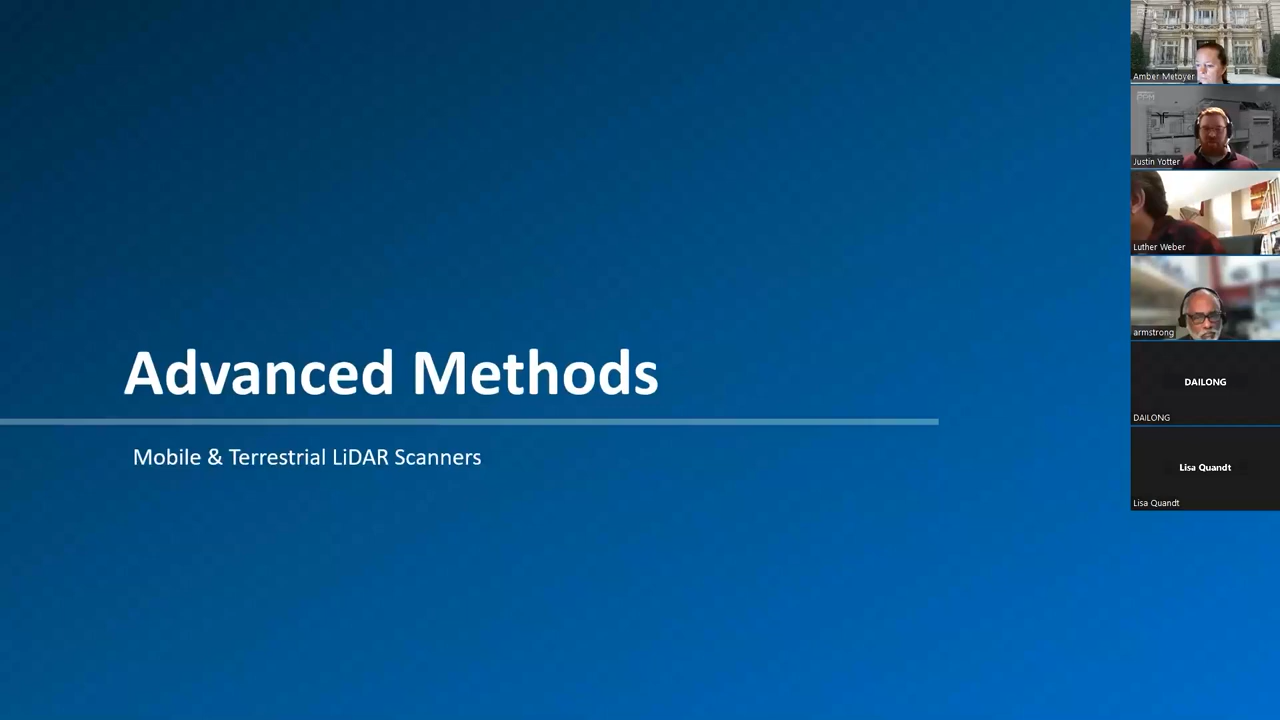 Advanced Methods
Mobile & Terrestrial LiDAR Scanners
Amber Metoyer
Justin Yotter
Luther Weber
armstrong
DAILONG
DAILONG
Lisa Quandt
Lisa Quandt